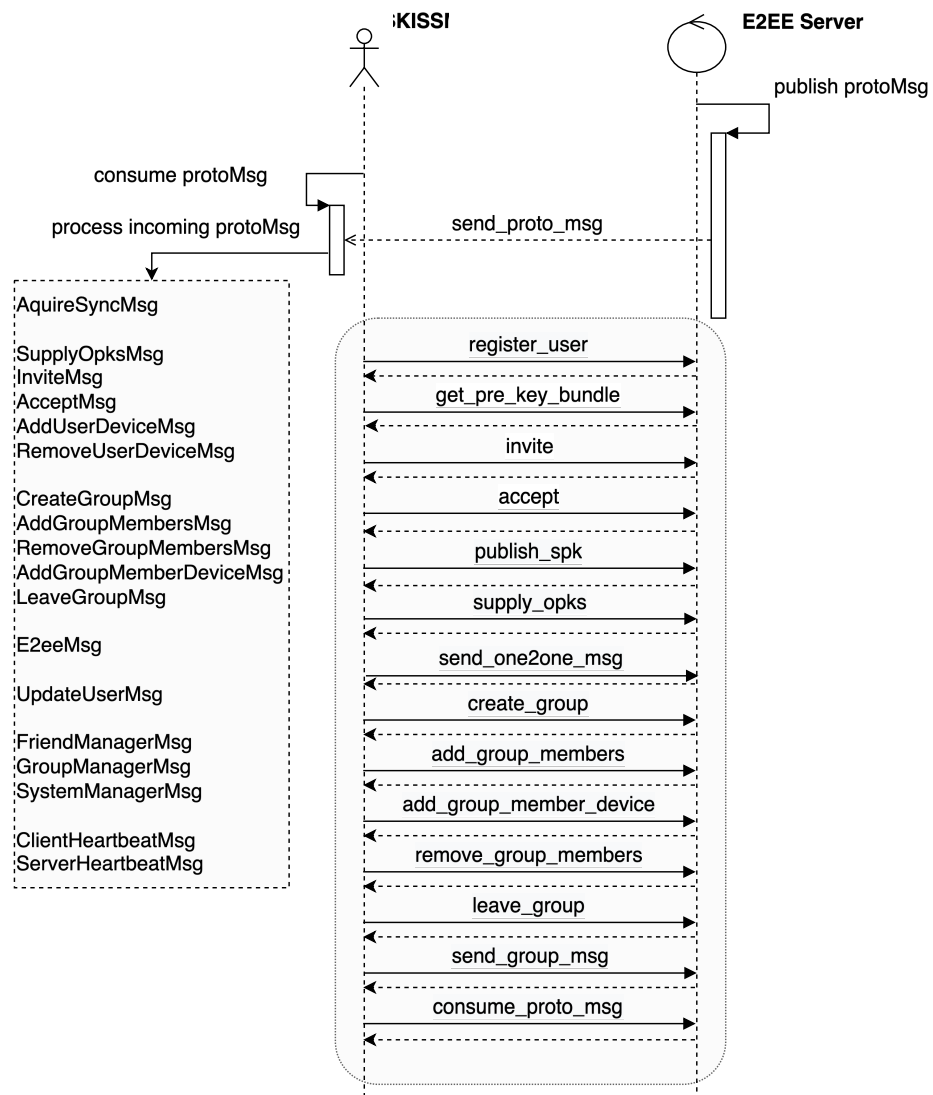 E2EE Server
publish protoMsg
consume protoMsg
process incoming protoMsg
send_proto_msg
AquireSyncMsg
SupplyOpksMsg
InviteMsg
AcceptMsg
AddUserDeviceMsg
RemoveUserDeviceMsg
CreateGroupMsg
AddGroupMembersMsg
RemoveGroupMembersMsg
AddGroupMemberDeviceMsg
LeaveGroupMsg
E2eeMsg
UpdateUserMsg
FriendManagerMsg
GroupManagerMsg
SystemManagerMsg
ClientHeartbeatMsg
ServerHeartbeatMsg
register_user
get_pre_key_bundle
invite
accept
publish_spk
supply_opks
send_one2one_msg
create_group
add_group_members
add_group_member_device
remove_group_members
leave_group
send_group_msg
consume_proto_msg